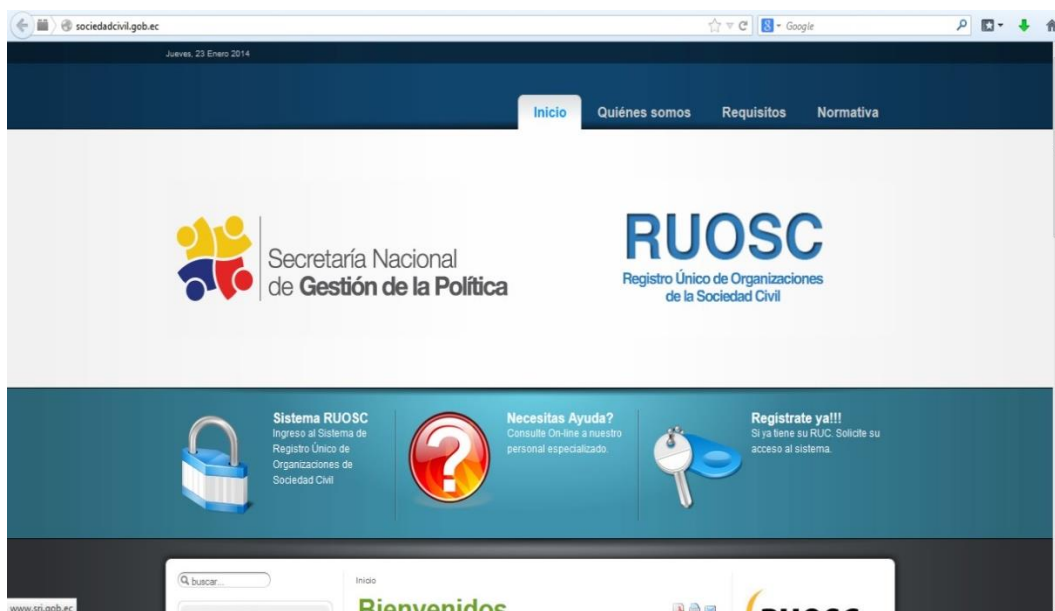 sociedadcivil.gob.ec
Google
Jueves, 23 Enero 2014
Inicio
Quiénes somos
Requisitos
Normativa
Secretaría Nacional
de Gestión de la Política
RUOSC
Registro Único de Organizaciones
de la Sociedad Civil
Sistema RUOSC
Ingreso al Sistema de
Registro Único de
Organizaciones de
Sociedad Civil
Necesitas Ayuda?
Consulte On-line a nuestro
personal especializado.
Regístrate ya!!!
Si ya tiene su RUC. Solicite su
acceso al sistema.
buscar...
Inicio
Bienvenidos
RUOSC
www.sri.gob.ec